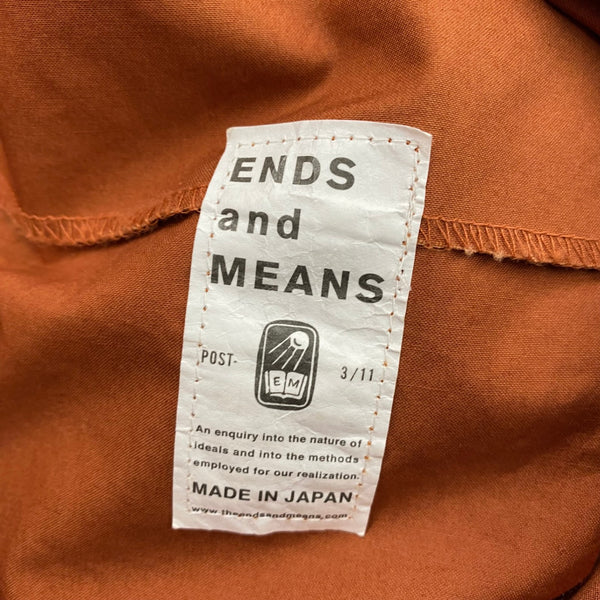 ENDS
and
MEANS
POST- 3/11
E M
An enquiry into the nature of
ideals and into the methods
employed for our realization.
MADE IN JAPAN
www.theendsandmeans.com